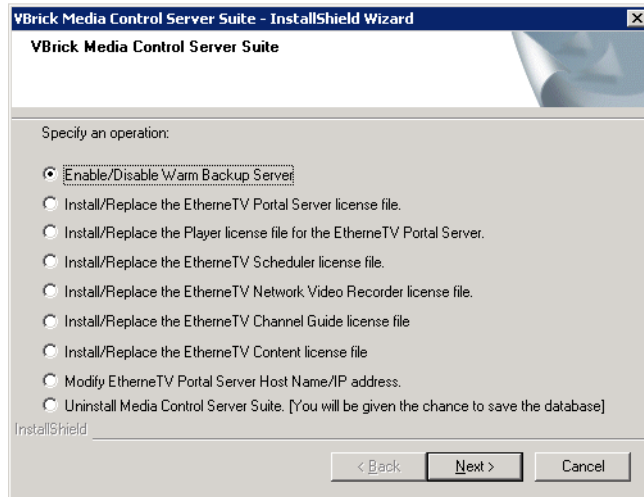 VBrick Media Control Server Suite - InstallShield Wizard
VBrick Media Control Server Suite
Specify an operation:
Enable/Disable Warm Backup Server
Install/Replace the EtherneTV Portal Server license file.
Install/Replace the Player license file for the EtherneTV Portal Server.
Install/Replace the EtherneTV Scheduler license file.
Install/Replace the EtherneTV Network Video Recorder license file.
Install/Replace the EtherneTV Channel Guide license file
Install/Replace the EtherneTV Content license file
Modify EtherneTV Portal Server Host Name/IP address.
Uninstall Media Control Server Suite. [You will be given the chance to save the database]
InstallShield
< Back Next > Cancel